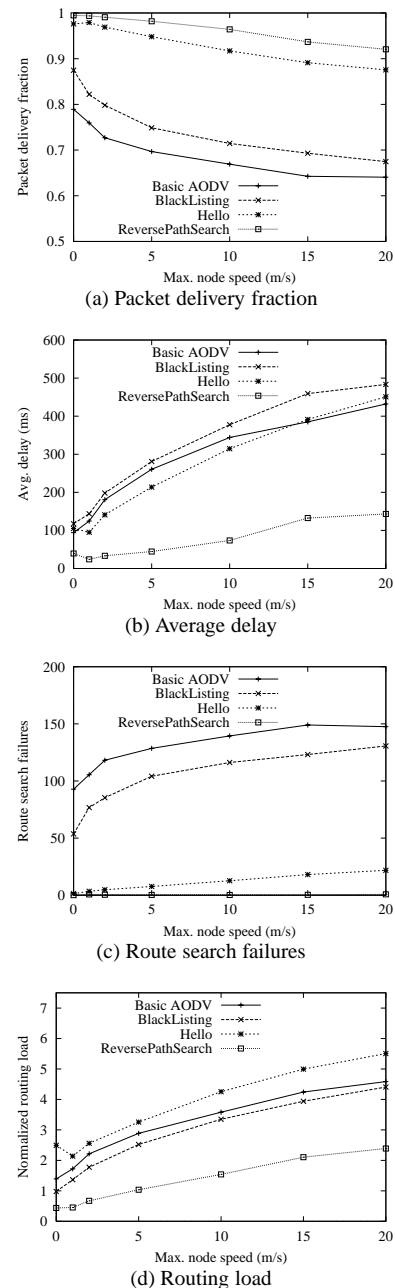 1
0.9
0.8
0.7
0.6
0.5
Packet delivery fraction
Basic AODV
BlackListing
Hello
ReversePathSearch
0 5 10 15 20
Max. node speed (m/s)
(a) Packet delivery fraction
600
500
400
300
200
100
0
Avg. delay (ms)
Basic AODV
BlackListing
Hello
ReversePathSearch
0 5 10 15 20
Max. node speed (m/s)
(b) Average delay
200
150
100
50
0
Route search failures
Basic AODV
BlackListing
Hello
ReversePathSearch
0 5 10 15 20
Max. node speed (m/s)
(c) Route search failures
7
6
5
4
3
2
1
0
Normalized routing load
Basic AODV
BlackListing
Hello
ReversePathSearch
0 5 10 15 20
Max. node speed (m/s)
(d) Routing load